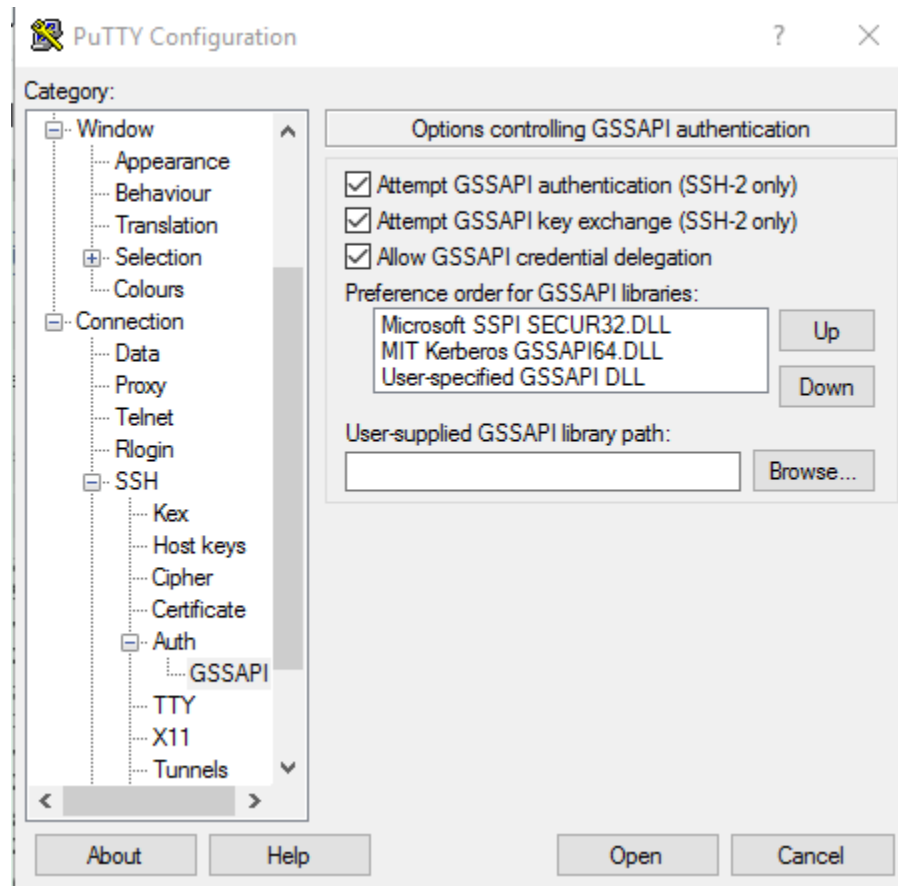 PuTTY Configuration
Category:
Window
Appearance
Behaviour
Translation
Selection
Colours
Connection
Data
Proxy
Telnet
Rlogin
SSH
Kex
Host keys
Cipher
Certificate
Auth
GSSAPI
TTY
X11
Tunnels
Options controlling GSSAPI authentication
Attempt GSSAPI authentication (SSH-2 only)
Attempt GSSAPI key exchange (SSH-2 only)
Allow GSSAPI credential delegation
Preference order for GSSAPI libraries:
Microsoft SSPI SECUR32.DLL
MIT Kerberos GSSAPI64.DLL
User-specified GSSAPI DLL
Up
Down
User-supplied GSSAPI library path:
Browse...
About
Help
Open
Cancel